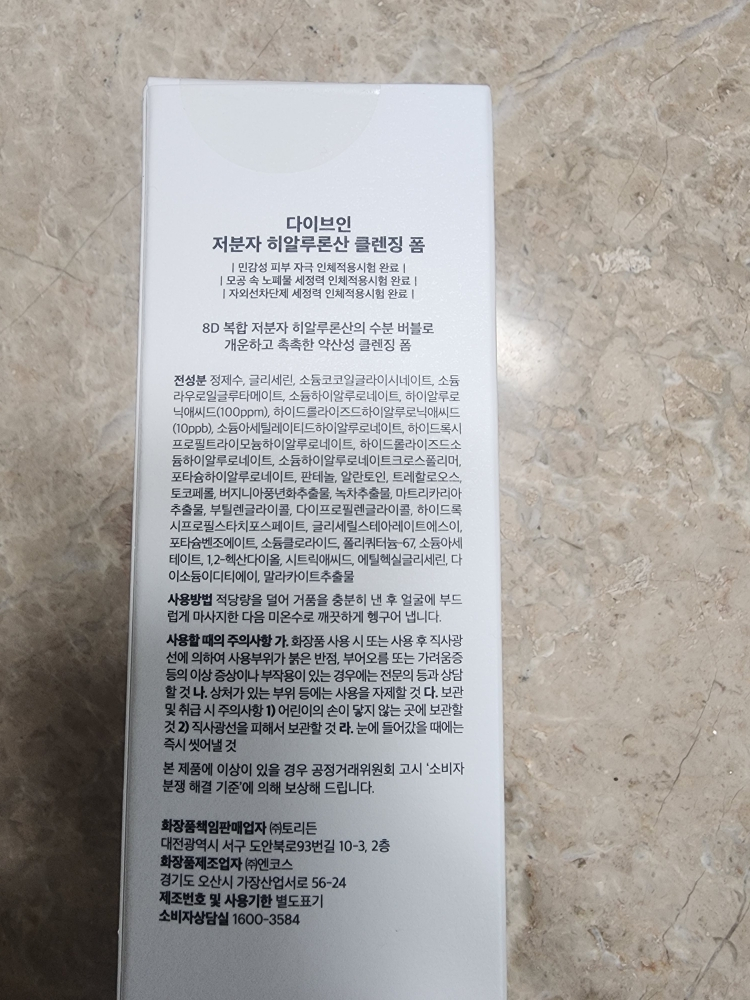 다이브인
저분자 히알루론산 클렌징 폼
| 민감성 피부 자극 인체적용시험 완료 |
| 모공 속 노폐물 세정력 인체적용시험 완료 |
| 자외선차단제 세정력 인체적용시험 완료 |
8D 복합 저분자 히알루론산의 수분 버블로
개운하고 촉촉한 약산성 클렌징 폼
전성분 정제수, 글리세린, 소듐코코일글라이시네이트, 소듐
라우로일글루타메이트, 소듐하이알루로네이트, 하이알루로
닉애씨드(100ppm), 하이드롤라이즈드하이알루로닉애씨드
(10ppb), 소듐아세틸레이티드하이알루로네이트, 하이드록시
프로필트라이모늄하이알루로네이트, 하이드롤라이즈드소
듐하이알루로네이트, 소듐하이알루로네이트크로스폴리머,
포타슘하이알루로네이트, 판테놀, 알란토인, 트레할로오스,
토코페롤, 버지니아풍년화추출물, 녹차추출물, 마트리카리아
추출물, 부틸렌글라이콜, 다이프로필렌글라이콜, 하이드록
시프로필스타치포스페이트, 글리세릴스테아레이트에스이,
포타슘벤조에이트, 소듐클로라이드, 폴리쿼터늄-67, 소듐아세
테이트, 1,2-헥산다이올, 시트릭애씨드, 에틸헥실글리세린, 다
이소듐이디티에이, 말라카이트추출물
사용방법 적당량을 덜어 거품을 충분히 낸 후 얼굴에 부드
럽게 마사지한 다음 미온수로 깨끗하게 헹구어 냅니다.
사용할 때의 주의사항 가. 화장품 사용 시 또는 사용 후 직사광
선에 의하여 사용부위가 붉은 반점, 부어오름 또는 가려움증
등의 이상 증상이나 부작용이 있는 경우에는 전문의 등과 상담
할 것 나. 상처가 있는 부위 등에는 사용을 자제할 것 다. 보관
및 취급 시 주의사항 1) 어린이의 손이 닿지 않는 곳에 보관할
것 2) 직사광선을 피해서 보관할 것 라. 눈에 들어갔을 때에는
즉시 씻어낼 것
본 제품에 이상이 있을 경우 공정거래위원회 고시 '소비자
분쟁 해결 기준'에 의해 보상해 드립니다.
화장품책임판매업자 ㈜토리든
대전광역시 서구 도안북로93번길 10-3, 2층
화장품제조업자 ㈜엔코스
경기도 오산시 가장산업서로 56-24
제조번호 및 사용기한 별도표기
소비자상담실 1600-3584